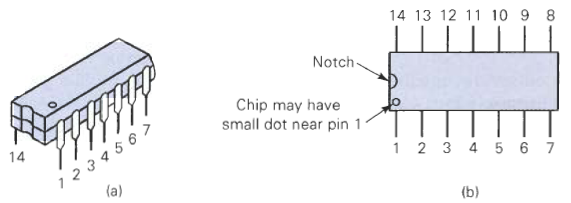 14
1 2 3 4 5 6 7
(a)
14 13 12 11 10 9 8
Notch
Chip may have
small dot near pin 1
1 2 3 4 5 6 7
(b)